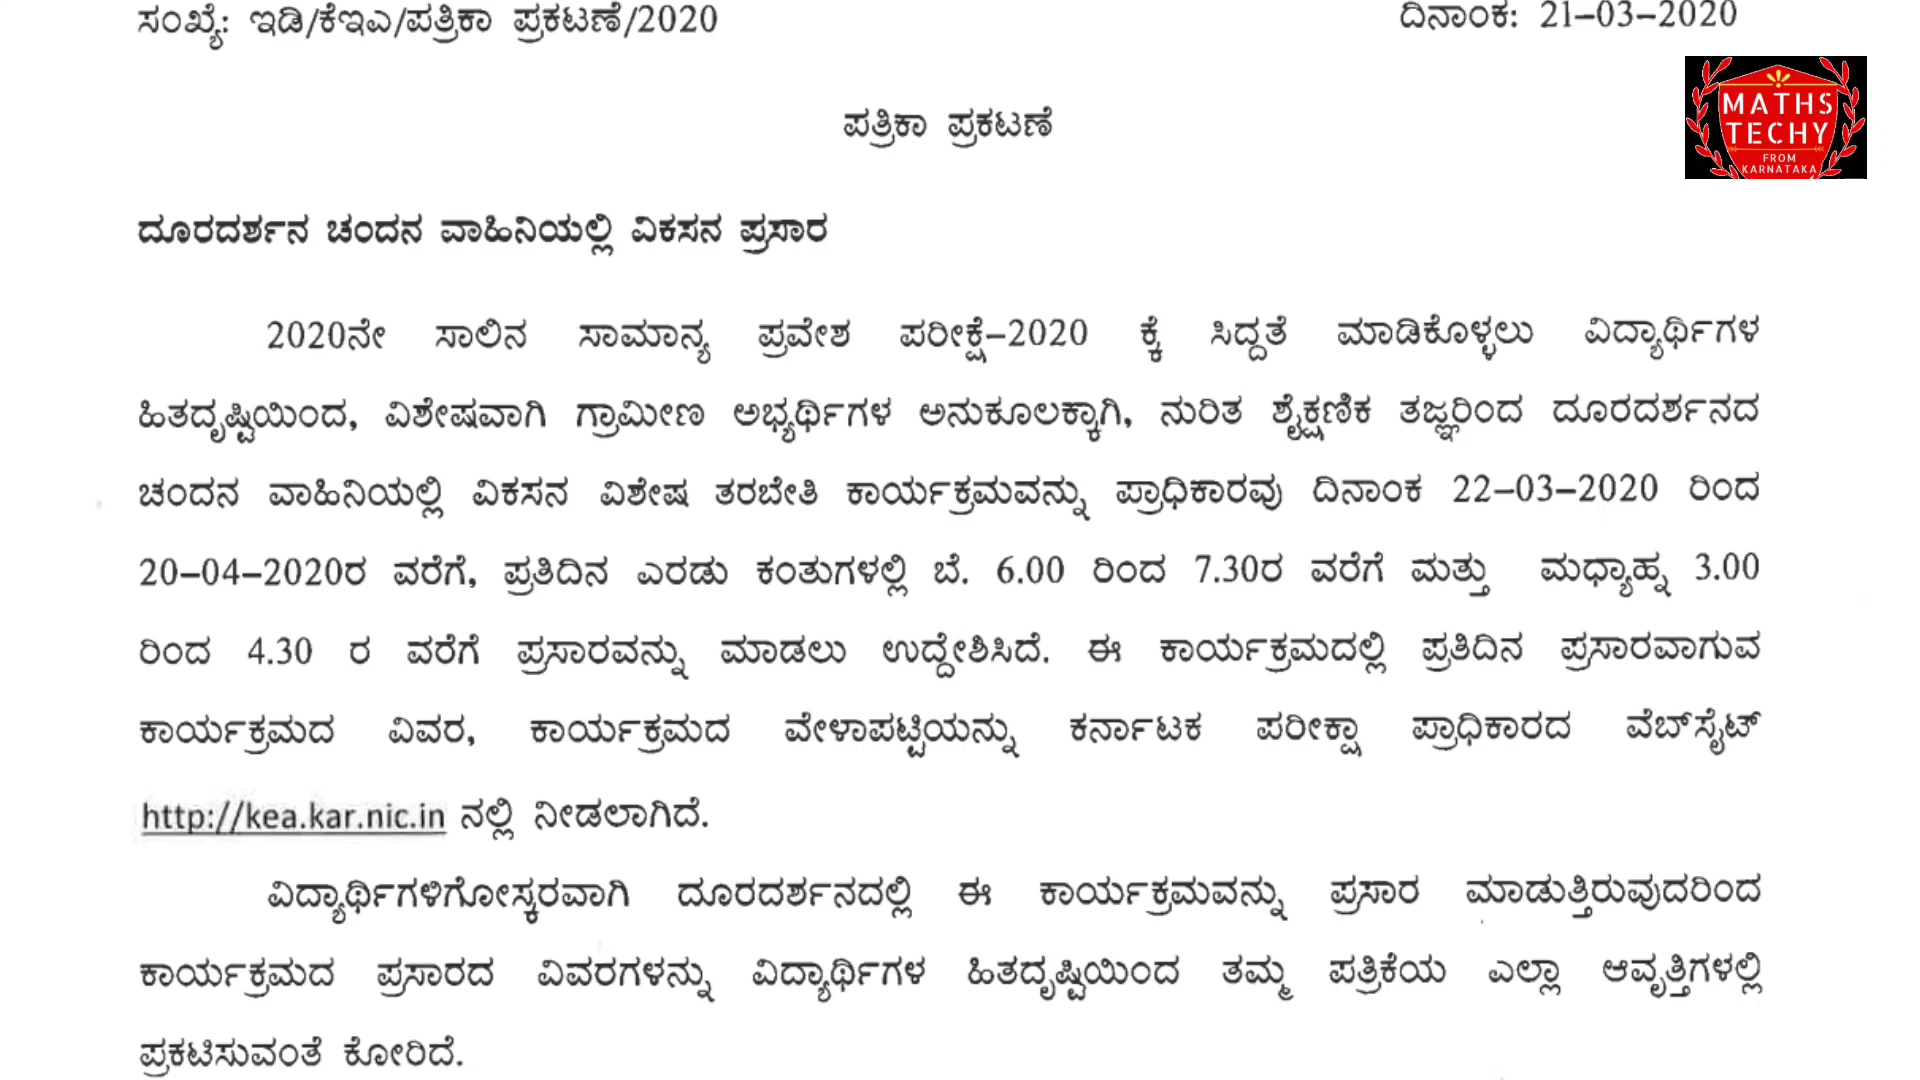 ಸಂಖ್ಯೆ: ಇಡಿ/ಕೆಇಎ/ಪತ್ರಿಕಾ ಪ್ರಕಟಣೆ/2020
ದಿನಾಂಕ: 21-03-2020
MATHS
TECHY
FROM
KARNATAKA
ಪತ್ರಿಕಾ ಪ್ರಕಟಣೆ
ದೂರದರ್ಶನ ಚಂದನ ವಾಹಿನಿಯಲ್ಲಿ ವಿಕಸನ ಪ್ರಸಾರ
2020ನೇ ಸಾಲಿನ ಸಾಮಾನ್ಯ ಪ್ರವೇಶ ಪರೀಕ್ಷೆ-2020 ಕ್ಕೆ ಸಿದ್ದತೆ ಮಾಡಿಕೊಳ್ಳಲು ವಿದ್ಯಾರ್ಥಿಗಳ
ಹಿತದೃಷ್ಟಿಯಿಂದ, ವಿಶೇಷವಾಗಿ ಗ್ರಾಮೀಣ ಅಭ್ಯರ್ಥಿಗಳ ಅನುಕೂಲಕ್ಕಾಗಿ, ನುರಿತ ಶೈಕ್ಷಣಿಕ ತಜ್ಞರಿಂದ ದೂರದರ್ಶನದ
ಚಂದನ ವಾಹಿನಿಯಲ್ಲಿ ವಿಕಸನ ವಿಶೇಷ ತರಬೇತಿ ಕಾರ್ಯಕ್ರಮವನ್ನು ಪ್ರಾಧಿಕಾರವು ದಿನಾಂಕ 22-03-2020 ರಿಂದ
20-04-2020ರ ವರೆಗೆ, ಪ್ರತಿದಿನ ಎರಡು ಕಂತುಗಳಲ್ಲಿ ಬೆ. 6.00 ರಿಂದ 7.30ರ ವರೆಗೆ ಮತ್ತು ಮಧ್ಯಾಹ್ನ 3.00
ರಿಂದ 4.30 ರ ವರೆಗೆ ಪ್ರಸಾರವನ್ನು ಮಾಡಲು ಉದ್ದೇಶಿಸಿದೆ. ಈ ಕಾರ್ಯಕ್ರಮದಲ್ಲಿ ಪ್ರತಿದಿನ ಪ್ರಸಾರವಾಗುವ
ಕಾರ್ಯಕ್ರಮದ ವಿವರ, ಕಾರ್ಯಕ್ರಮದ ವೇಳಾಪಟ್ಟಿಯನ್ನು ಕರ್ನಾಟಕ ಪರೀಕ್ಷಾ ಪ್ರಾಧಿಕಾರದ ವೆಬ್‌ಸೈಟ್
http://kea.kar.nic.in ನಲ್ಲಿ ನೀಡಲಾಗಿದೆ.
ವಿದ್ಯಾರ್ಥಿಗಳಿಗೋಸ್ಕರವಾಗಿ ದೂರದರ್ಶನದಲ್ಲಿ ಈ ಕಾರ್ಯಕ್ರಮವನ್ನು ಪ್ರಸಾರ ಮಾಡುತ್ತಿರುವುದರಿಂದ
ಕಾರ್ಯಕ್ರಮದ ಪ್ರಸಾರದ ವಿವರಗಳನ್ನು ವಿದ್ಯಾರ್ಥಿಗಳ ಹಿತದೃಷ್ಟಿಯಿಂದ ತಮ್ಮ ಪತ್ರಿಕೆಯ ಎಲ್ಲಾ ಆವೃತ್ತಿಗಳಲ್ಲಿ
ಪ್ರಕಟಿಸುವಂತೆ ಕೋರಿದೆ.